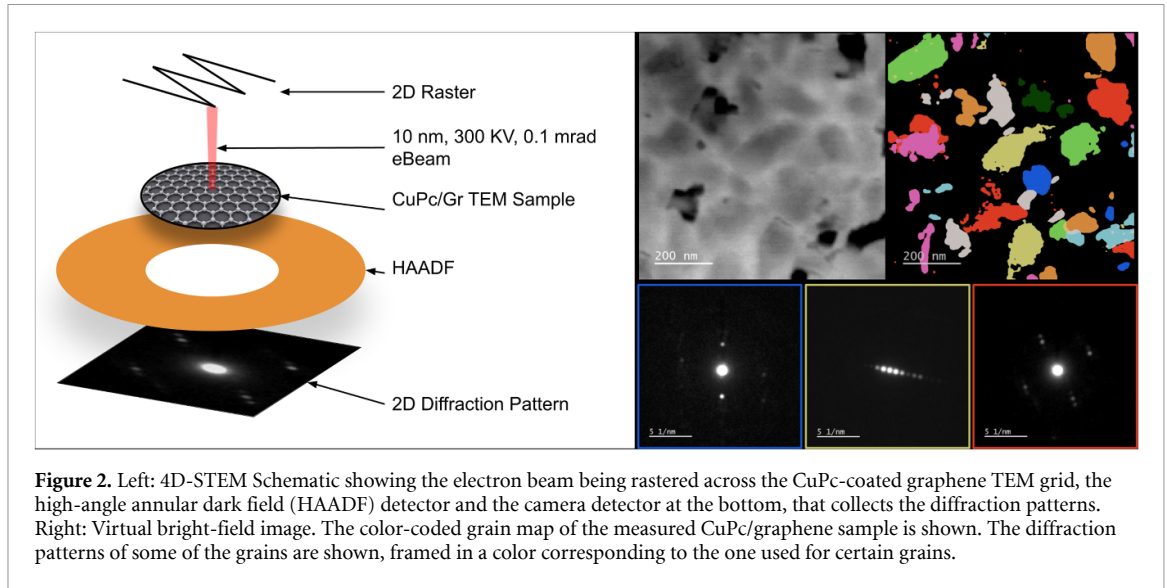 2D Raster
10 nm, 300 KV, 0.1 mrad
eBeam
CuPc/Gr TEM Sample
HAADF
2D Diffraction Pattern
200 nm
200 nm
5 1/nm
5 1/nm
5 1/nm
Figure 2. Left: 4D-STEM Schematic showing the electron beam being rastered across the CuPc-coated graphene TEM grid, the
high-angle annular dark field (HAADF) detector and the camera detector at the bottom, that collects the diffraction patterns.
Right: Virtual bright-field image. The color-coded grain map of the measured CuPc/graphene sample is shown. The diffraction
patterns of some of the grains are shown, framed in a color corresponding to the one used for certain grains.